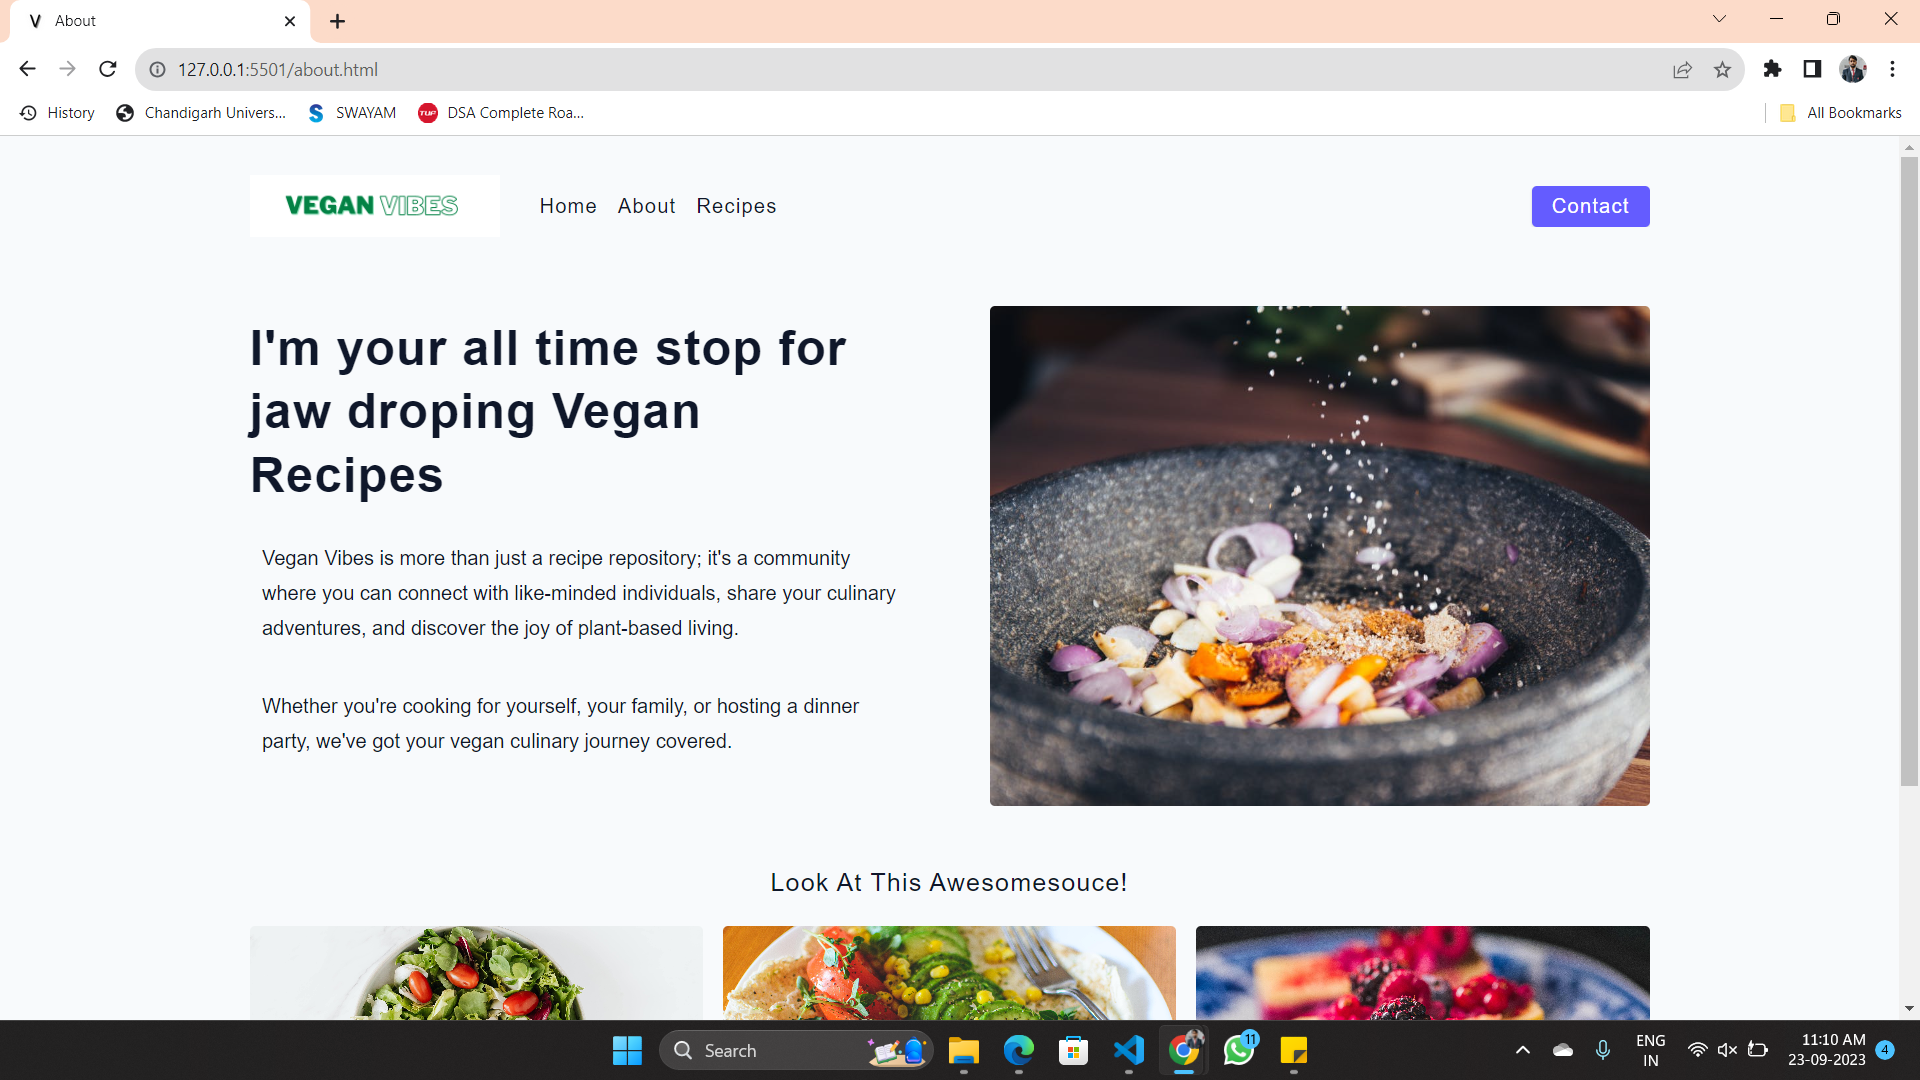 About
127.0.0.1:5501/about.html
History
Chandigarh Univers...
SWAYAM
DSA Complete Roa...
All Bookmarks
VEGAN VIBES
Home
About
Recipes
Contact
I'm your all time stop for
jaw droping Vegan
Recipes
Vegan Vibes is more than just a recipe repository; it's a community
where you can connect with like-minded individuals, share your culinary
adventures, and discover the joy of plant-based living.
Whether you're cooking for yourself, your family, or hosting a dinner
party, we've got your vegan culinary journey covered.
Look At This Awesomesouce!
Search
11
ENG
IN
11:10 AM
23-09-2023
4